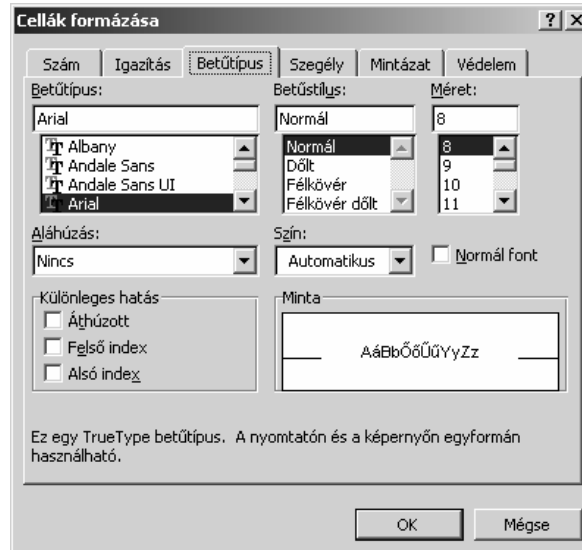 Cellák formázása
Szám Igazítás Betűtípus Szegély Mintázat Védelem
Betűtípus: Betűstílus: Méret:
Arial Normál 8
Albany Normál 8
Andale Sans Dőlt 9
Andale Sans UI Félkövér 10
Arial Félkövér dőlt 11
Aláhúzás: Szín:
Nincs Automatikus Normál font
Különleges hatás Minta
Áthúzott
Felső index AáBbŐőŰűYyZz
Alsó index
Ez egy TrueType betűtípus. A nyomtatón és a képernyőn egyformán
használható.
OK Mégse